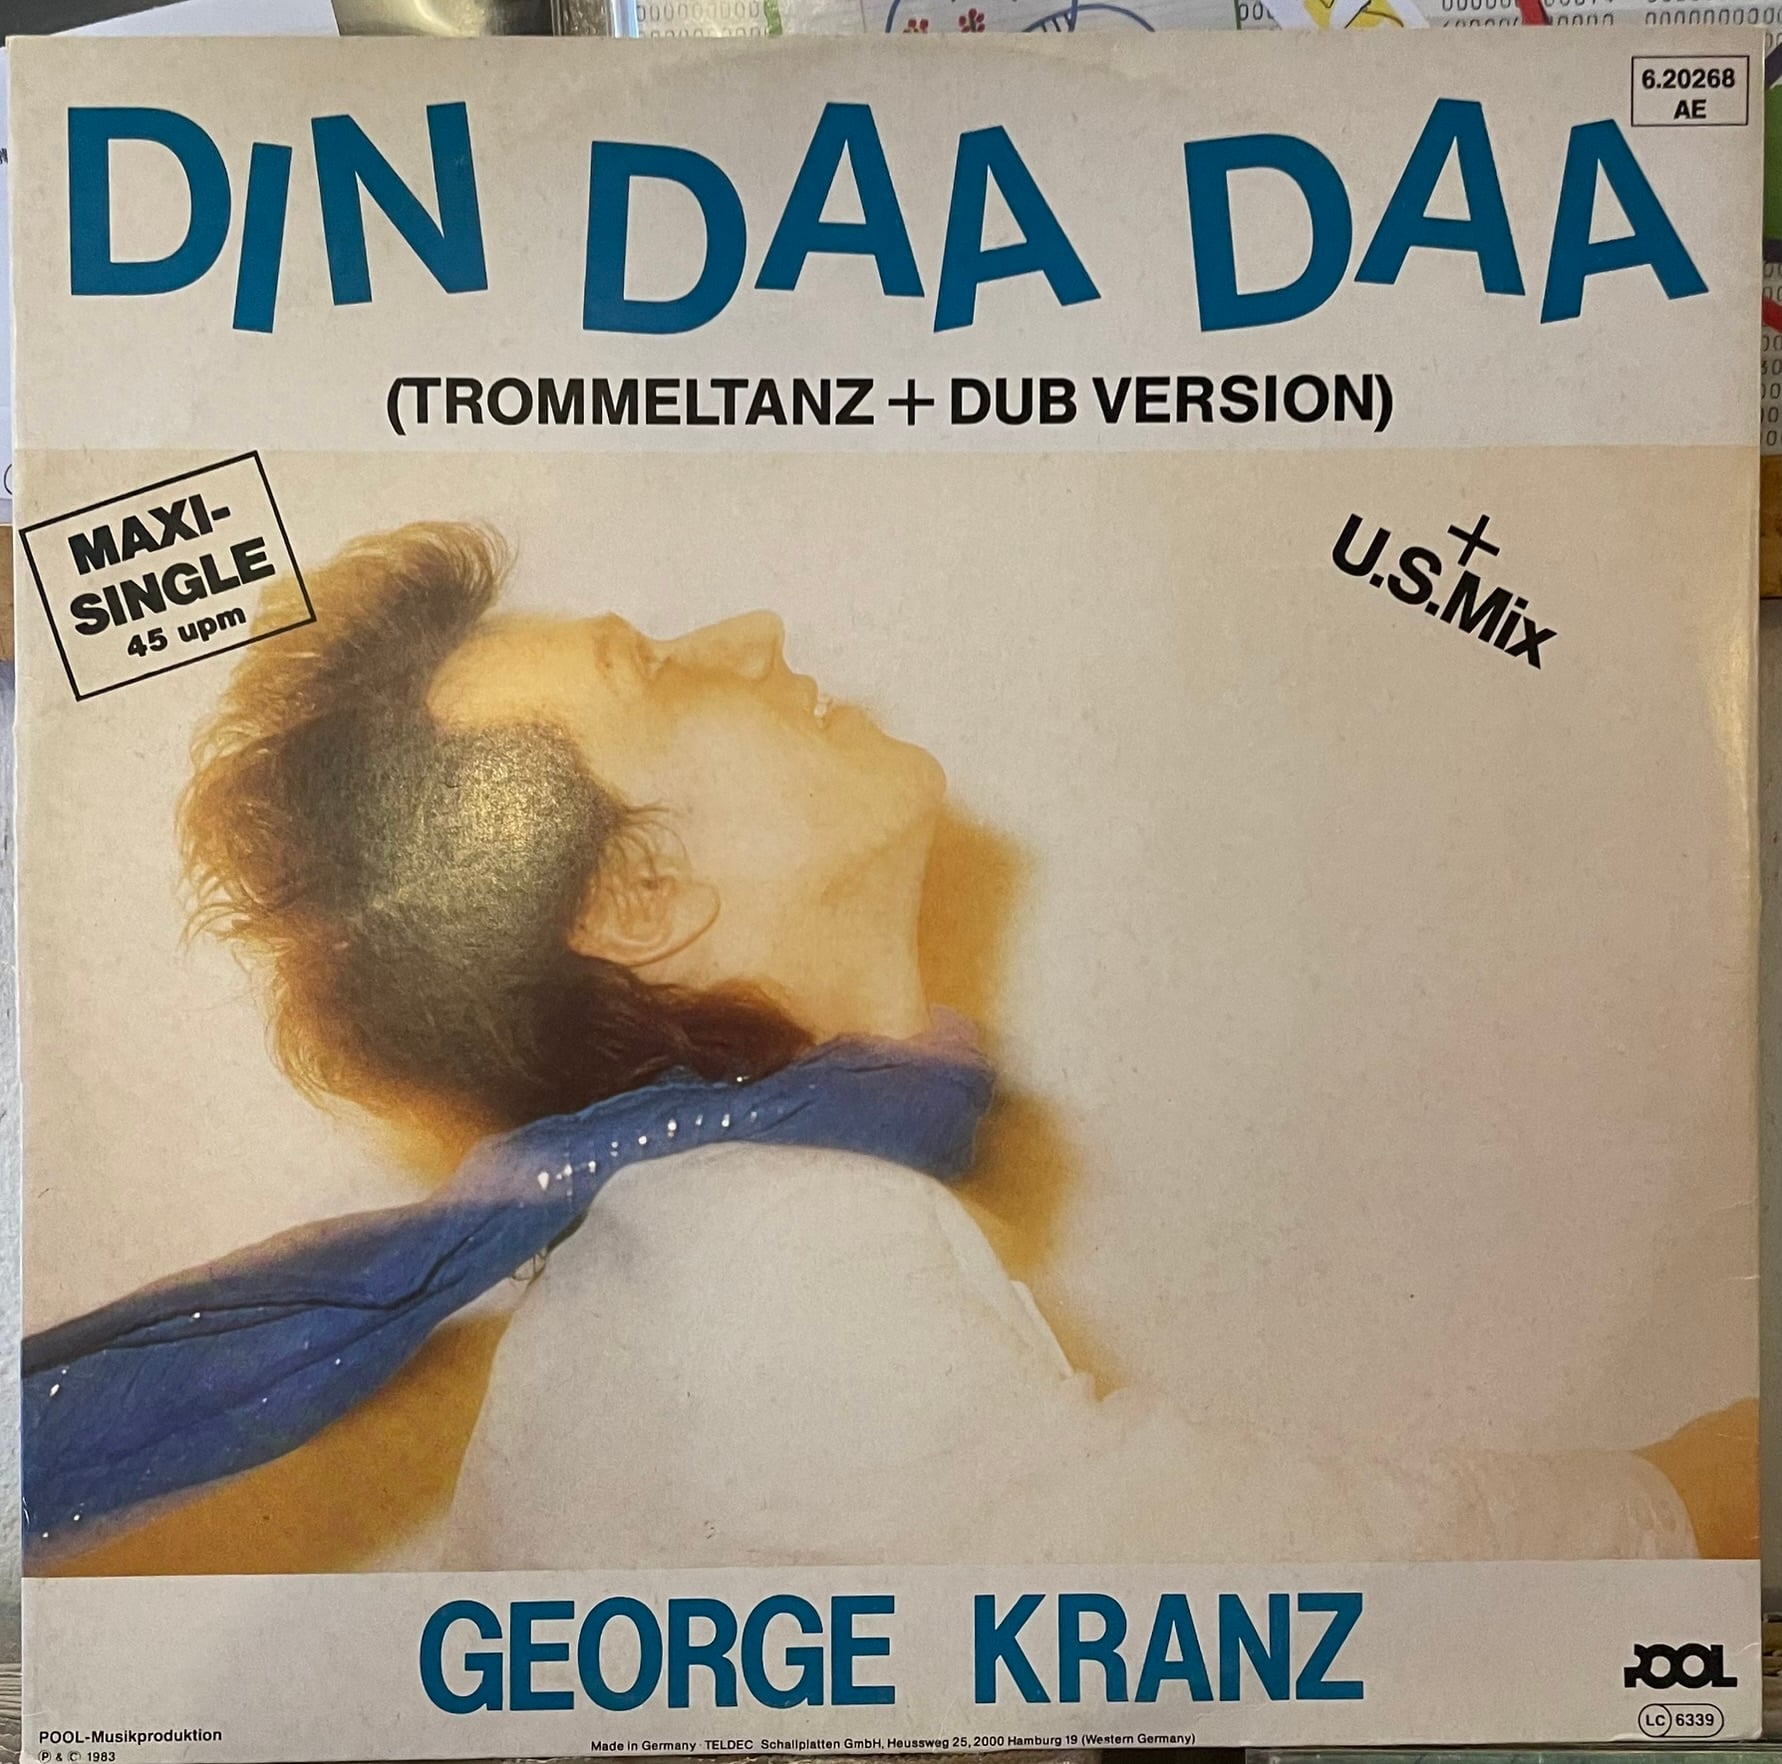 6.20268
AE
DIN DAA DAA
(TROMMELTANZ + DUB VERSION)
MAXI-
SINGLE
45 upm
+
U.S.Mix
GEORGE KRANZ
POOL
LC 6339
POOL-Musikproduktion
Ⓟ & © 1983
Made in Germany · TELDEC Schallplatten GmbH, Heussweg 25, 2000 Hamburg 19 (Western Germany)